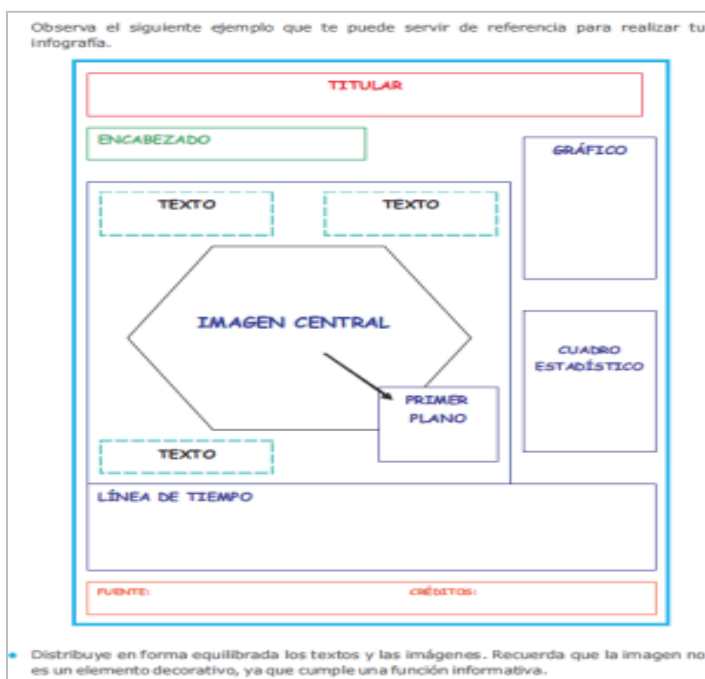 Observa el siguiente ejemplo que te puede servir de referencia para realizar tu
infografía.
TITULAR
ENCABEZADO
GRÁFICO
TEXTO
TEXTO
IMAGEN CENTRAL
CUADRO
ESTADÍSTICO
PRIMER
PLANO
TEXTO
LÍNEA DE TIEMPO
FUENTE:
CRÉDITOS:
Distribuye en forma equilibrada los textos y las imágenes. Recuerda que la imagen no
es un elemento decorativo, ya que cumple una función informativa.